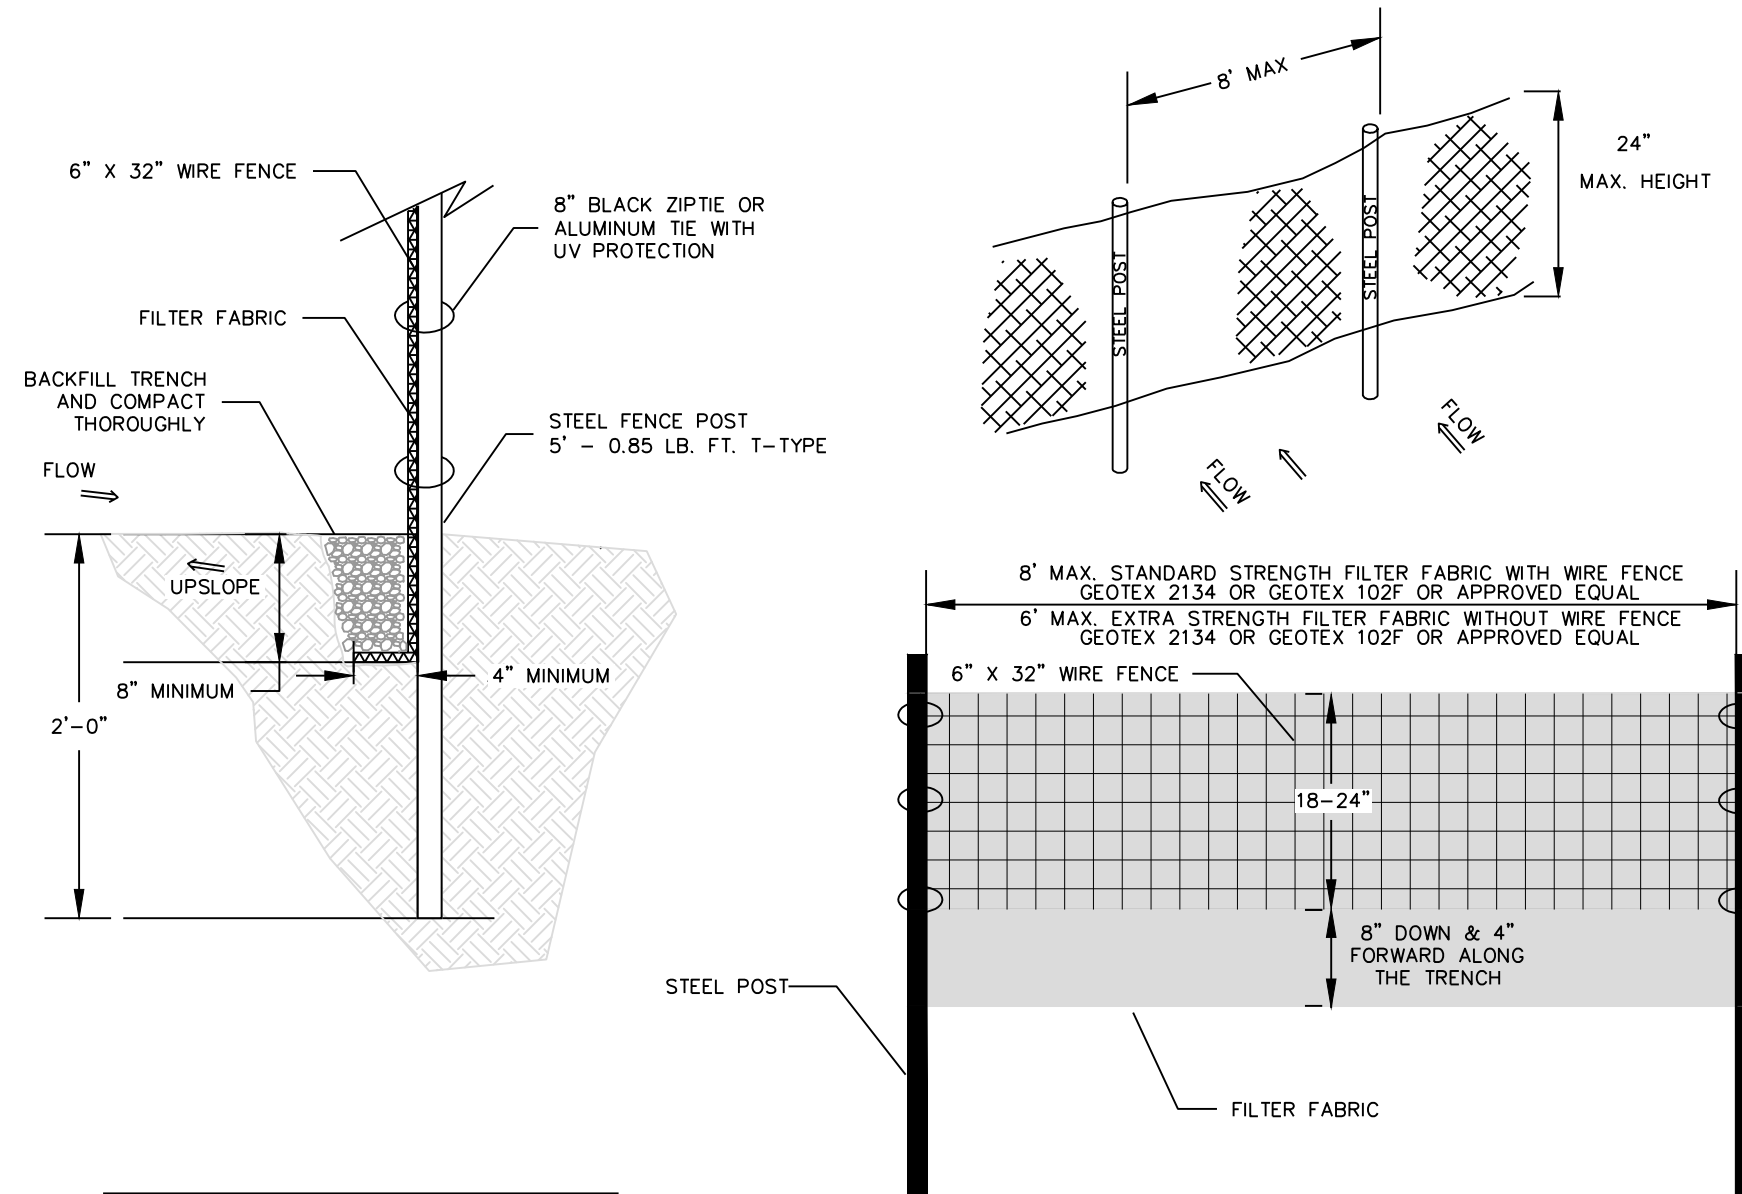 6" X 32" WIRE FENCE
8" BLACK ZIPTIE OR
ALUMINUM TIE WITH
UV PROTECTION
FILTER FABRIC
BACKFILL TRENCH
AND COMPACT
THOROUGHLY
STEEL FENCE POST
5' - 0.85 LB. FT. T-TYPE
FLOW
UPSLOPE
8" MINIMUM
4" MINIMUM
2'-0"
8' MAX
24"
MAX. HEIGHT
STEEL POST
STEEL POST
FLOW
FLOW
8' MAX. STANDARD STRENGTH FILTER FABRIC WITH WIRE FENCE
GEOTEX 2134 OR GEOTEX 102F OR APPROVED EQUAL
6' MAX. EXTRA STRENGTH FILTER FABRIC WITHOUT WIRE FENCE
GEOTEX 2134 OR GEOTEX 102F OR APPROVED EQUAL
6" X 32" WIRE FENCE
18-24"
8" DOWN & 4"
FORWARD ALONG
THE TRENCH
STEEL POST
FILTER FABRIC